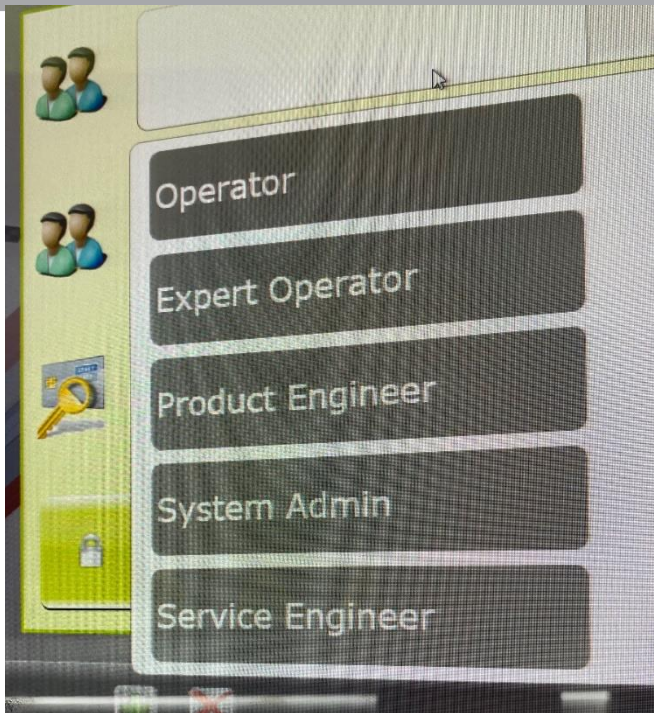 Operator
Expert Operator
Product Engineer
System Admin
Service Engineer